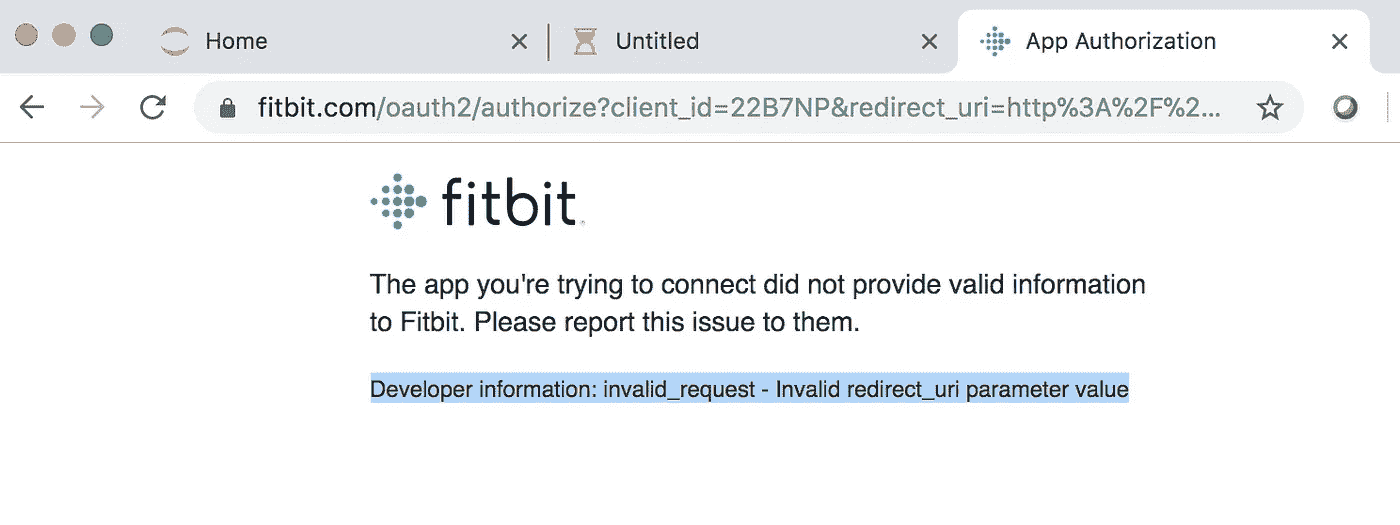 Home
Untitled
App Authorization
fitbit.com/oauth2/authorize?client_id=22B7NP&redirect_uri=http%3A%2F%2...
fitbit
The app you're trying to connect did not provide valid information
to Fitbit. Please report this issue to them.
Developer information: invalid_request - Invalid redirect_uri parameter value